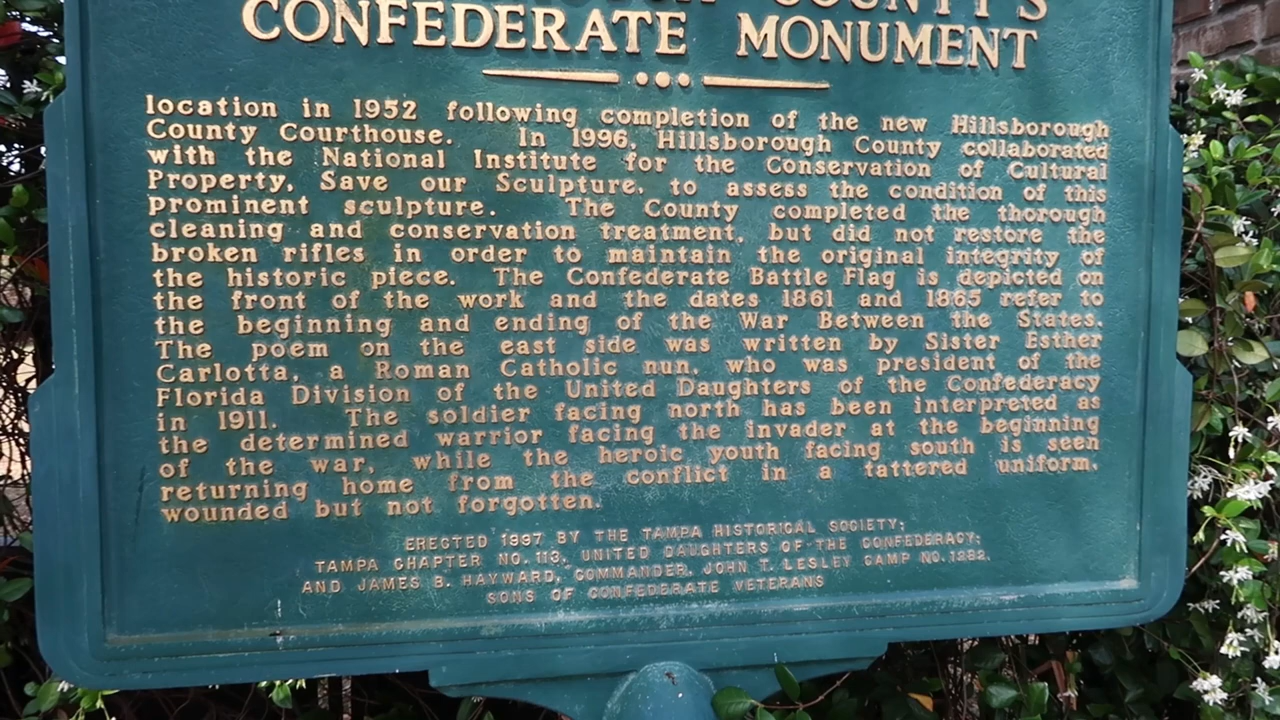 COUNTY'S
CONFEDERATE MONUMENT
location in 1952 following completion of the new Hillsborough
County Courthouse. In 1996, Hillsborough County collaborated
with the National Institute for the Conservation of Cultural
Property, Save our Sculpture, to assess the condition of this
prominent sculpture. The County completed the thorough
cleaning and conservation treatment, but did not restore the
broken rifles in order to maintain the original integrity of
the historic piece. The Confederate Battle Flag is depicted on
the front of the work and the dates 1861 and 1865 refer to
the beginning and ending of the War Between the States.
The poem on the east side was written by Sister Esther
Carlotta, a Roman Catholic nun, who was president of the
Florida Division of the United Daughters of the Confederacy
in 1911. The soldier facing north has been interpreted as
the determined warrior facing the invader at the beginning
of the war, while the heroic youth facing south is seen
returning home from the conflict in a tattered uniform,
wounded but not forgotten.
ERECTED 1997 BY THE TAMPA HISTORICAL SOCIETY;
TAMPA CHAPTER NO. 113, UNITED DAUGHTERS OF THE CONFEDERACY;
AND JAMES B. HAYWARD, COMMANDER, JOHN T. LESLEY CAMP NO. 1282,
SONS OF CONFEDERATE VETERANS